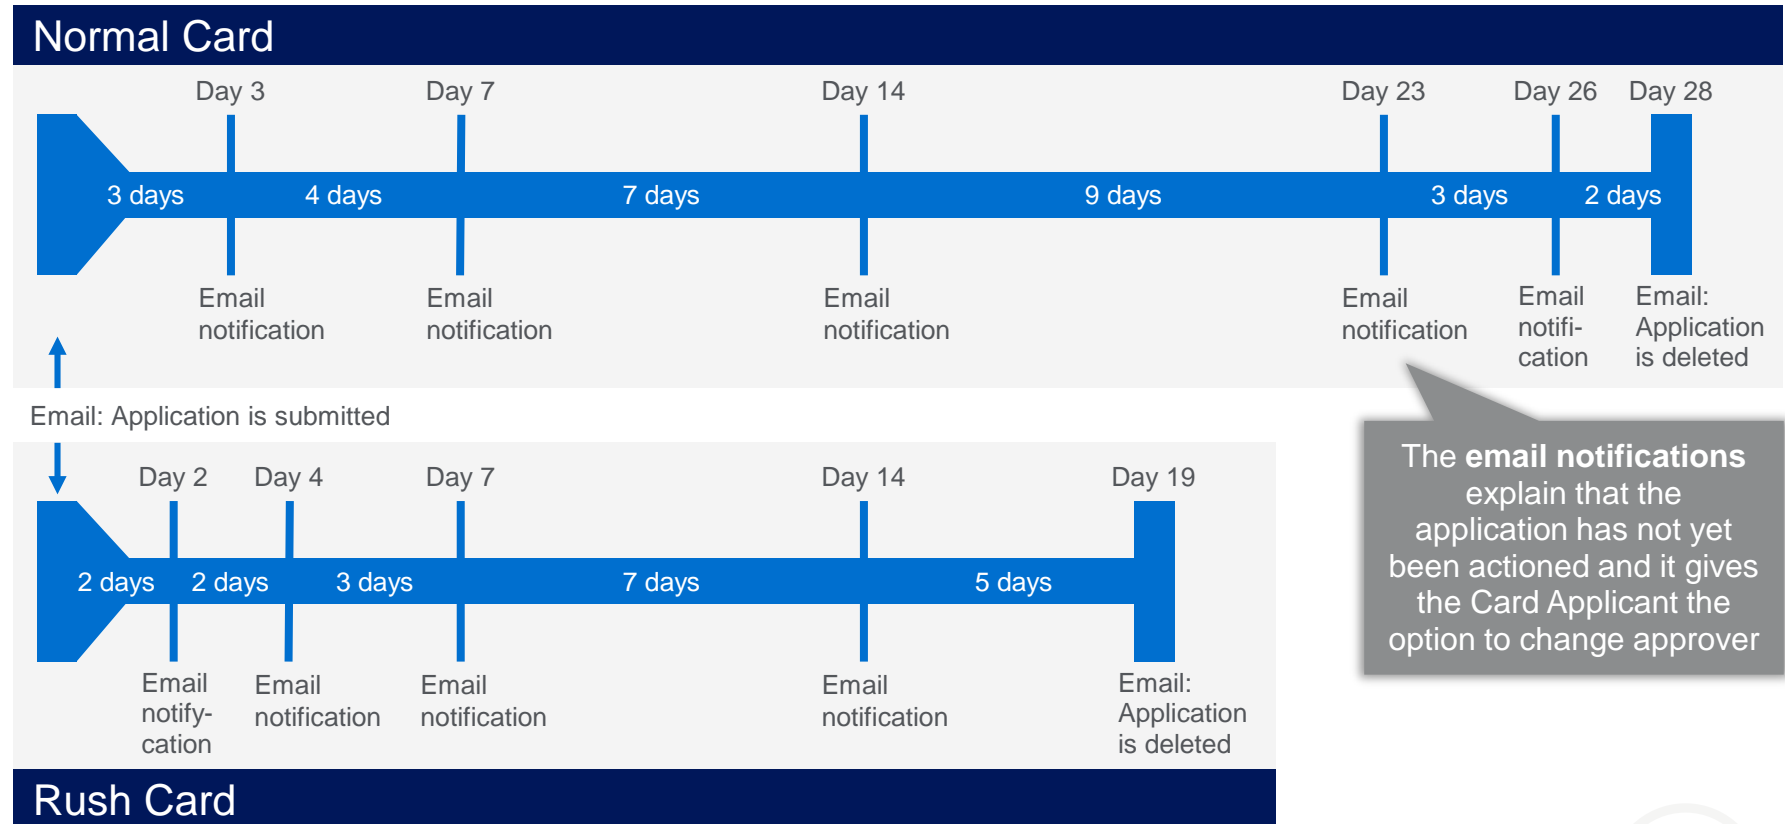 Normal Card
Day 3
Day 7
Day 14
Day 23
Day 26
Day 28
3 days
4 days
7 days
9 days
3 days
2 days
Email
notification
Email
notification
Email
notification
Email
notification
Email
notifi-
cation
Email:
Application
is deleted
Email: Application is submitted
Day 2
Day 4
Day 7
Day 14
Day 19
2 days
2 days
3 days
7 days
5 days
Email
notify-
cation
Email
notification
Email
notification
Email
notification
Email:
Application
is deleted
The email notifications
explain that the
application has not yet
been actioned and it gives
the Card Applicant the
option to change approver
Rush Card